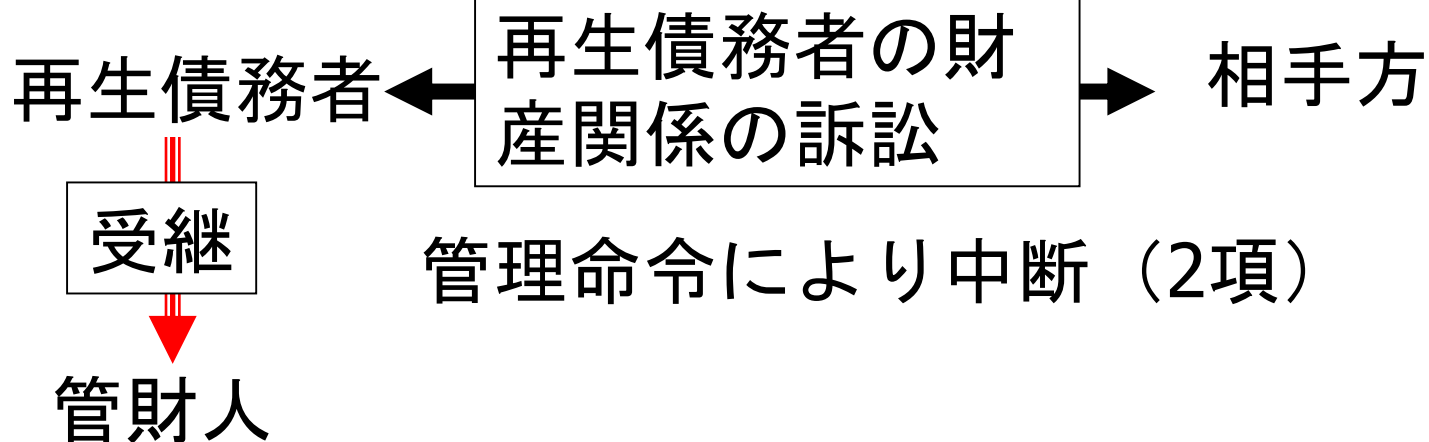 再生債務者
再生債務者の財
産関係の訴訟
相手方
受継
管理命令により中断（2項）
管財人